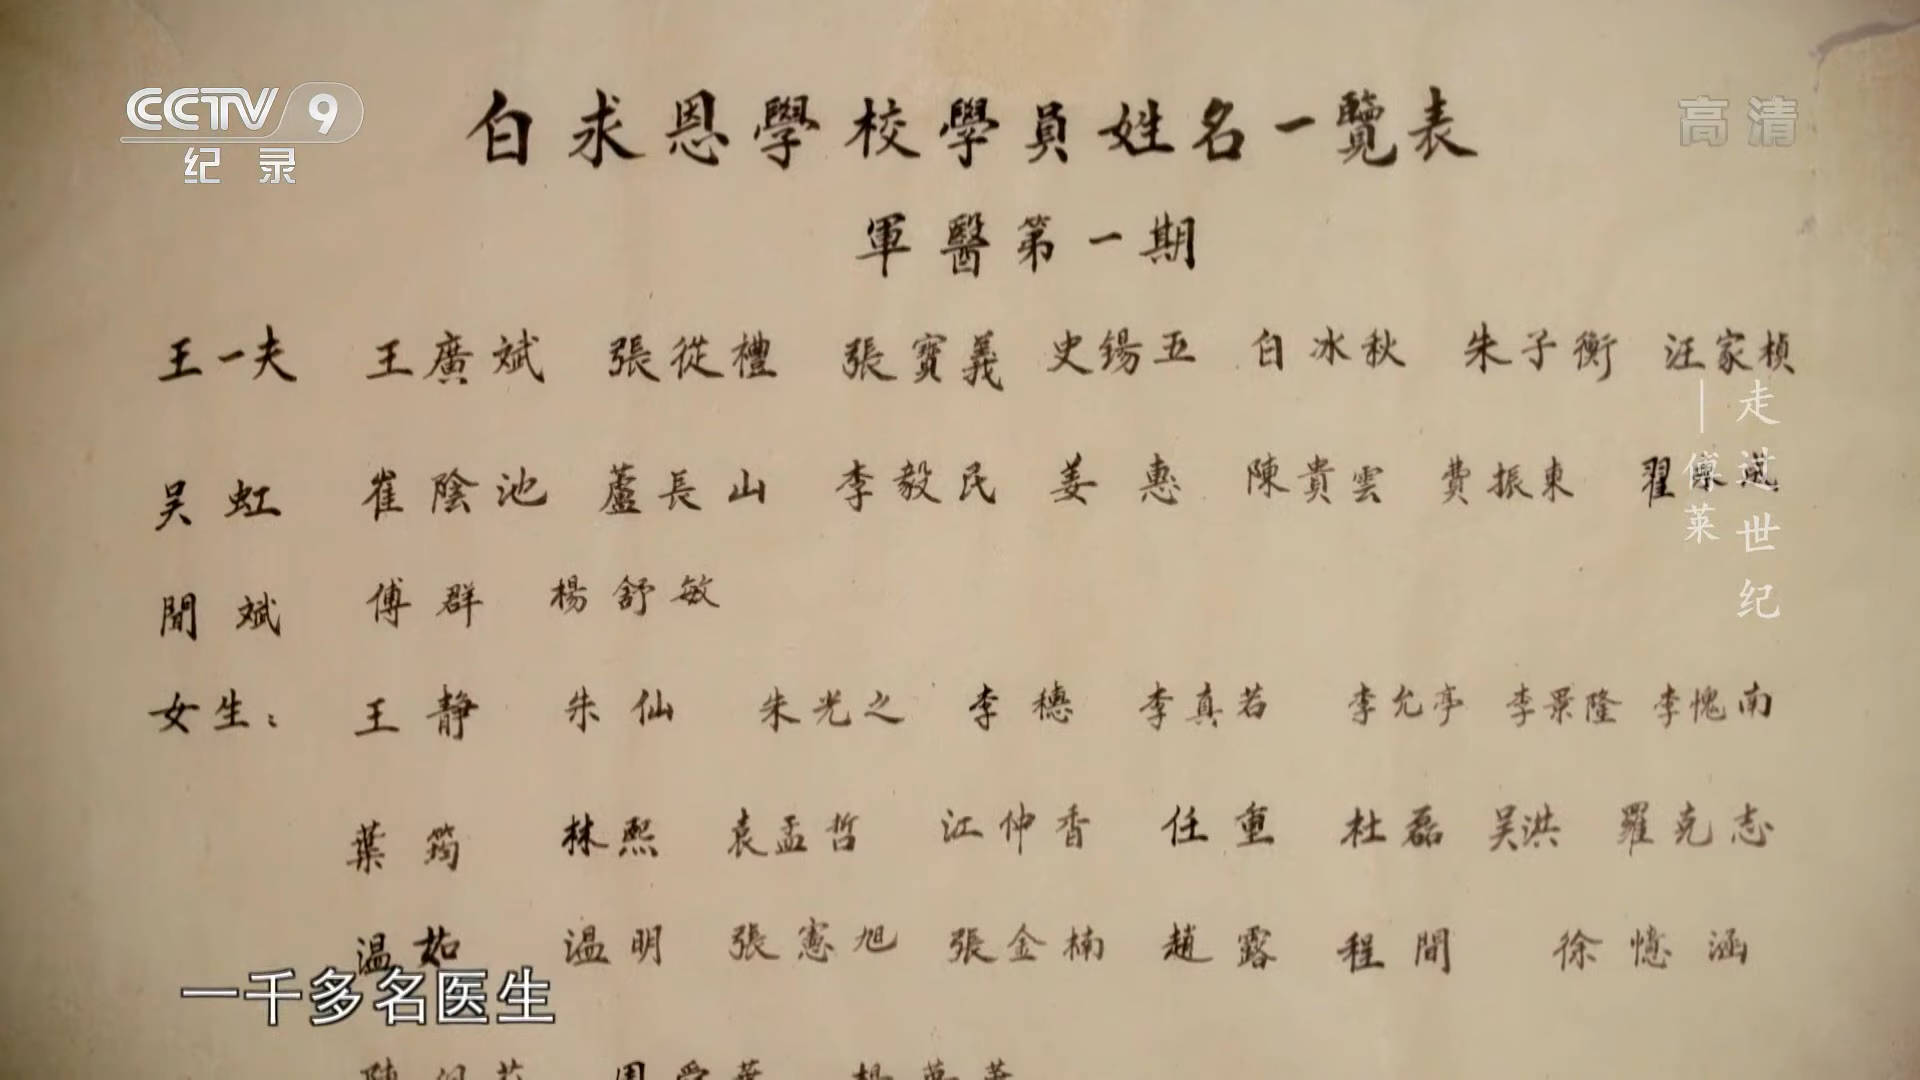 CCTV 9
纪录
高清
白求恩學校學員姓名一覽表
軍醫第一期
王一夫 王廣斌 張從禮 張寶義 史錫五 白冰秋 朱子衡 汪家楨
吴虹 崔陰池 蘆長山 李毅民 姜惠 陳貴雲 費振東 翟
聞斌 傅群 楊舒敏
女生: 王靜 朱仙 朱光之 李穗 李真若 李允亭 李景隆 李愧南
葉筠 林熙 袁孟哲 江仲香 任重 杜磊 吴洪 羅克志
温茹 温明 張憲旭 張金楠 趙露 程間 徐憶涵
走过世纪
—傅莱
一千多名医生